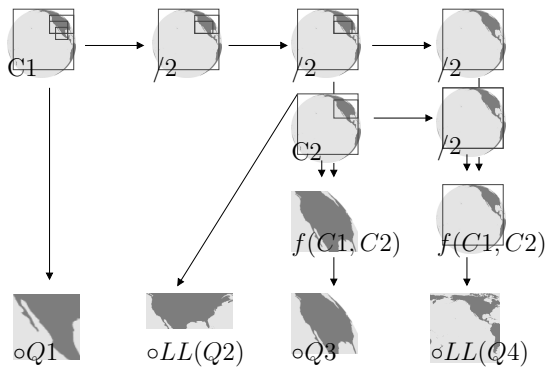 C1 /2 /2 /2
C2 /2
f(C1, C2) f(C1, C2)
∘Q1 ∘LL(Q2) ∘Q3 ∘LL(Q4)